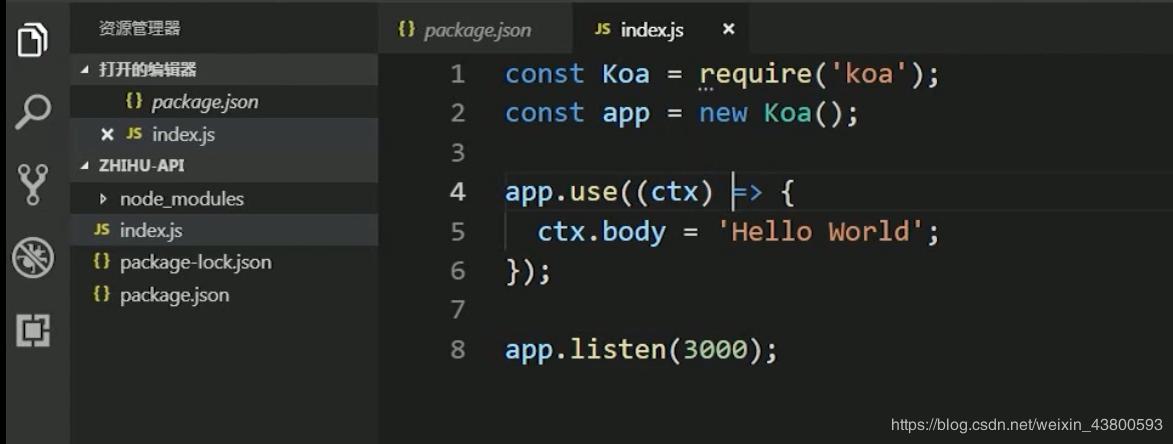 资源管理器
打开的编辑器
{} package.json
× JS index.js
ZHIHU-API
node_modules
JS index.js
{} package-lock.json
{} package.json
{} package.json
JS index.js ×
1 const Koa = require('koa');
2 const app = new Koa();
3
4 app.use((ctx) => {
5   ctx.body = 'Hello World';
6 });
7
8 app.listen(3000);
https://blog.csdn.net/weixin_43800593